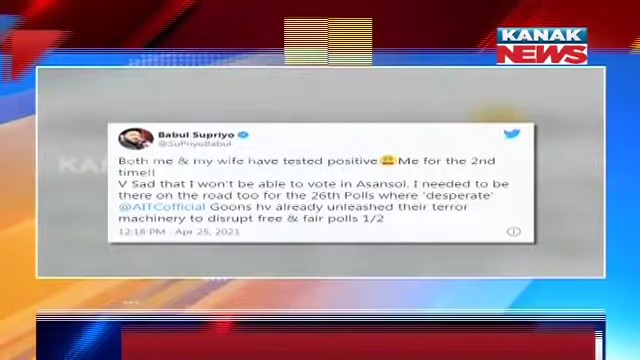 KANAK
NEWS
Babul Supriyo
@SuPriyoBabul
Both me & my wife have tested positive😃Me for the 2nd
time!!
V Sad that I won't be able to vote in Asansol. I needed to be
there on the road too for the 26th Polls where 'desperate'
@AITCofficial Goons hv already unleashed their terror
machinery to disrupt free & fair polls 1/2
12:18 PM - Apr 25, 2021